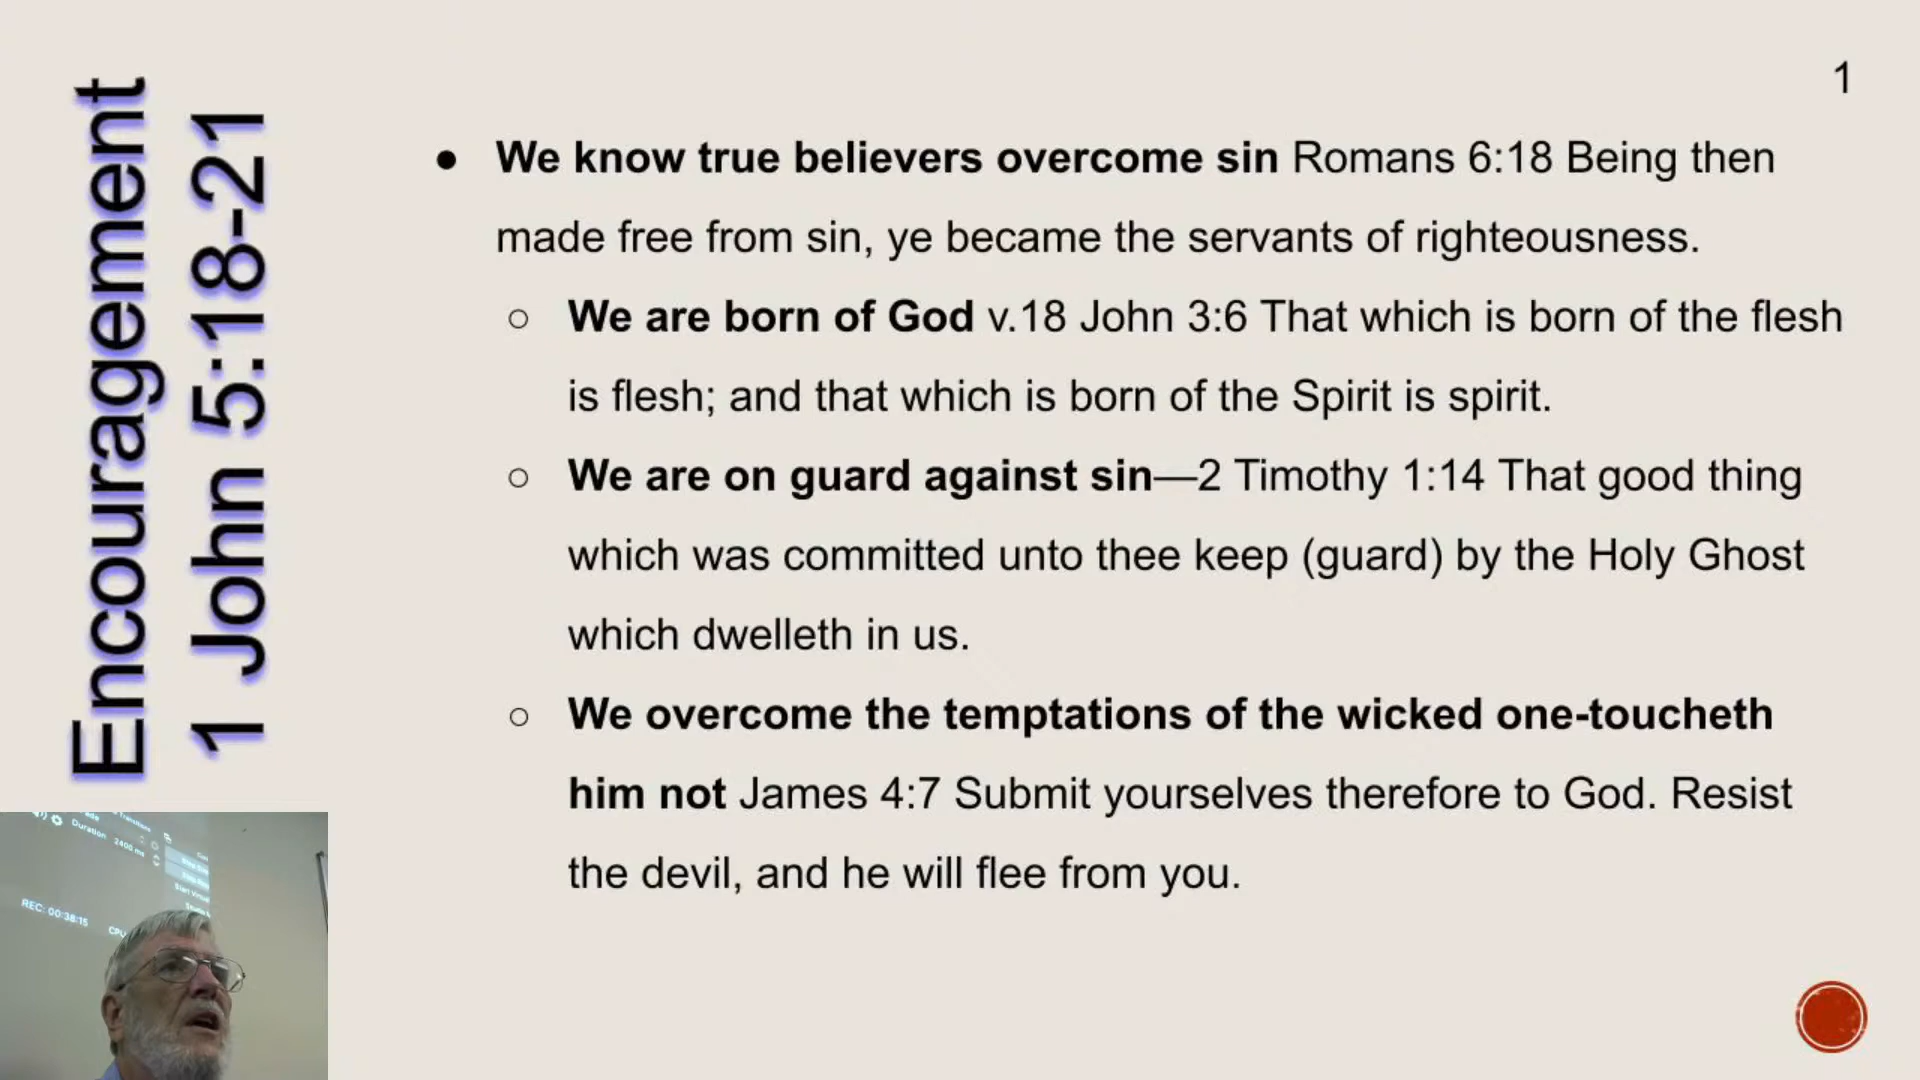 Encouragement
1 John 5:18-21
1
● We know true believers overcome sin Romans 6:18 Being then
made free from sin, ye became the servants of righteousness.
○ We are born of God v.18 John 3:6 That which is born of the flesh
is flesh; and that which is born of the Spirit is spirit.
○ We are on guard against sin—2 Timothy 1:14 That good thing
which was committed unto thee keep (guard) by the Holy Ghost
which dwelleth in us.
○ We overcome the temptations of the wicked one-toucheth
him not James 4:7 Submit yourselves therefore to God. Resist
the devil, and he will flee from you.
Duration 2400 ms
Start Virtual
REC: 00:38:15
CPU